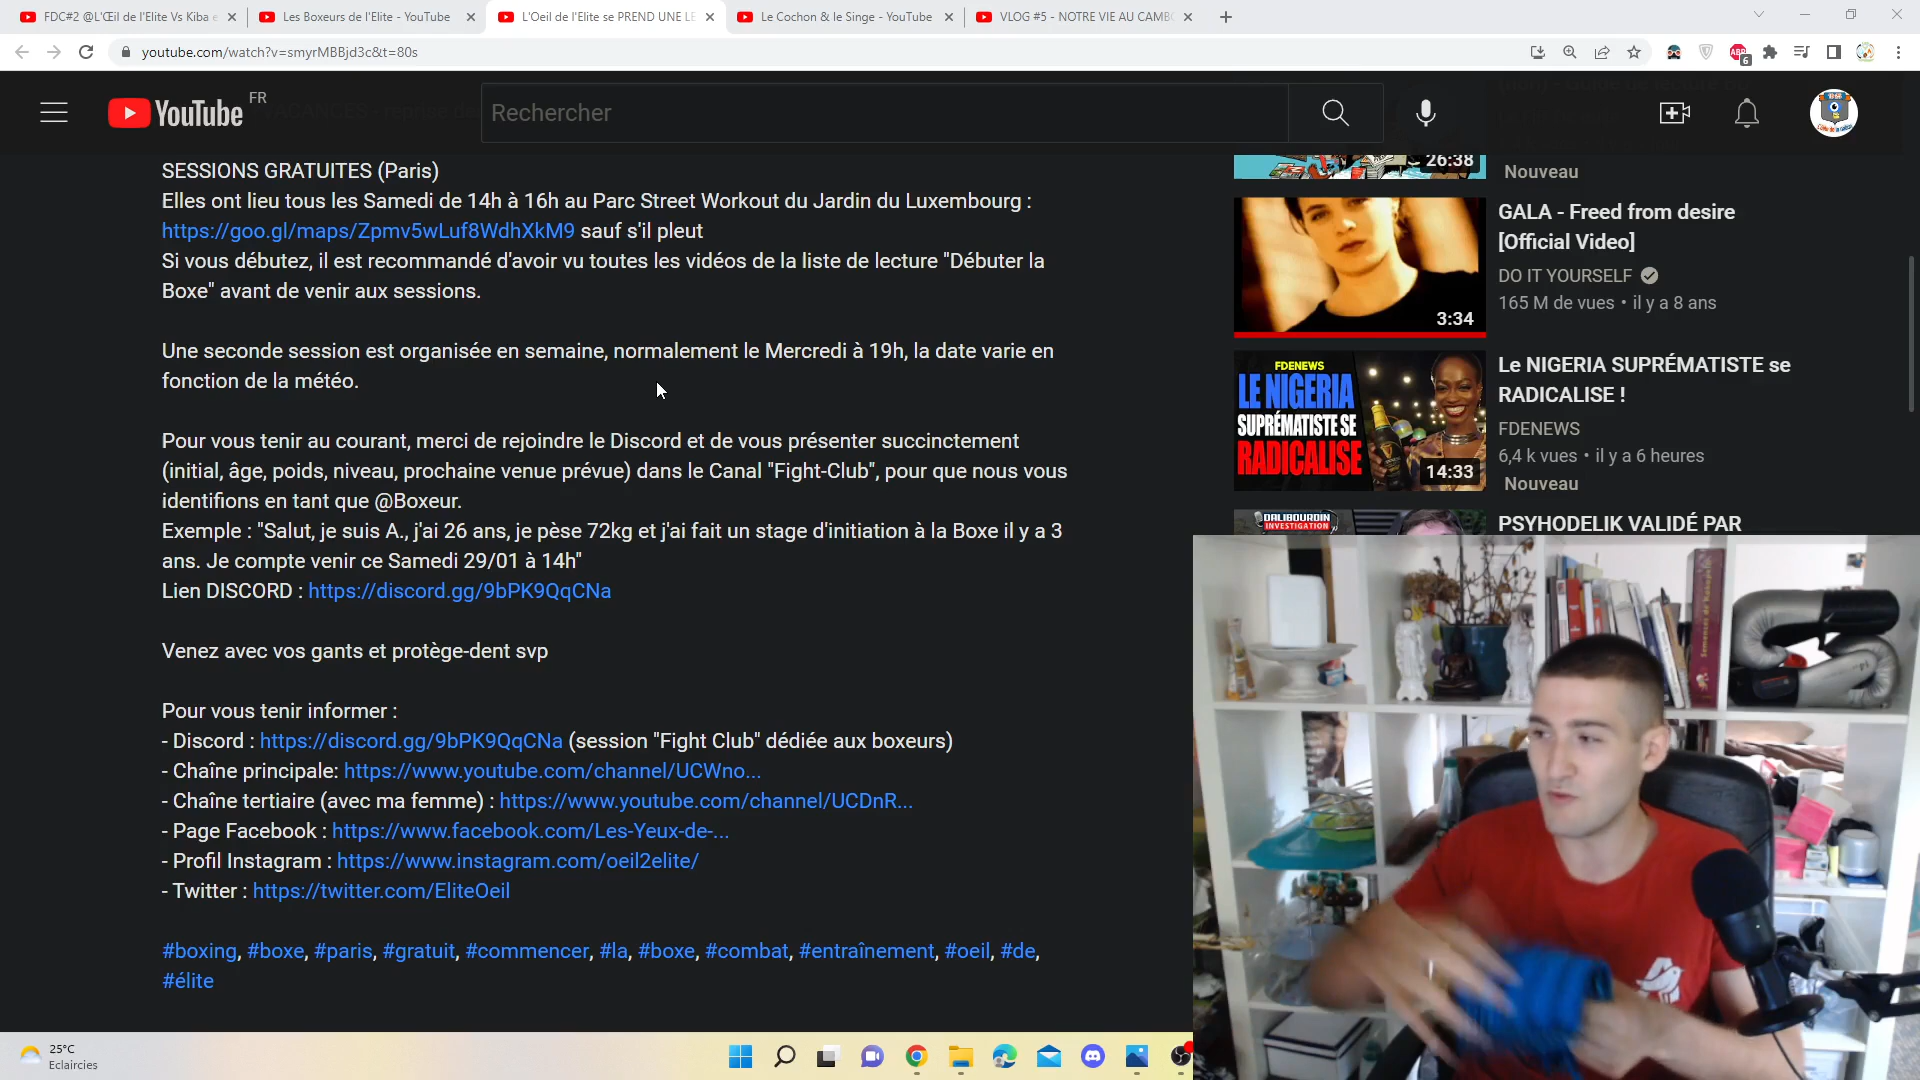 FDC#2 @L'Œil de l'Elite Vs Kiba e
Les Boxeurs de l'Elite - YouTube
L'Oeil de l'Elite se PREND UNE LE
Le Cochon & le Singe - YouTube
VLOG #5 - NOTRE VIE AU CAMBO
youtube.com/watch?v=smyrMBBjd3c&t=80s
6
YouTube FR
Rechercher
SESSIONS GRATUITES (Paris)
Elles ont lieu tous les Samedi de 14h à 16h au Parc Street Workout du Jardin du Luxembourg :
https://goo.gl/maps/Zpmv5wLuf8WdhXkM9 sauf s'il pleut
Si vous débutez, il est recommandé d'avoir vu toutes les vidéos de la liste de lecture "Débuter la
Boxe" avant de venir aux sessions.
Une seconde session est organisée en semaine, normalement le Mercredi à 19h, la date varie en
fonction de la météo.
Pour vous tenir au courant, merci de rejoindre le Discord et de vous présenter succinctement
(initial, âge, poids, niveau, prochaine venue prévue) dans le Canal "Fight-Club", pour que nous vous
identifions en tant que @Boxeur.
Exemple : "Salut, je suis A., j'ai 26 ans, je pèse 72kg et j'ai fait un stage d'initiation à la Boxe il y a 3
ans. Je compte venir ce Samedi 29/01 à 14h"
Lien DISCORD : https://discord.gg/9bPK9QqCNa
Venez avec vos gants et protège-dent svp
Pour vous tenir informer :
- Discord : https://discord.gg/9bPK9QqCNa (session "Fight Club" dédiée aux boxeurs)
- Chaîne principale: https://www.youtube.com/channel/UCWno...
- Chaîne tertiaire (avec ma femme) : https://www.youtube.com/channel/UCDnR...
- Page Facebook : https://www.facebook.com/Les-Yeux-de-...
- Profil Instagram : https://www.instagram.com/oeil2elite/
- Twitter : https://twitter.com/EliteOeil
#boxing, #boxe, #paris, #gratuit, #commencer, #la, #boxe, #combat, #entraînement, #oeil, #de,
#élite
26:38
Nouveau
3:34
GALA - Freed from desire
[Official Video]
DO IT YOURSELF
165 M de vues • il y a 8 ans
FDENEWS
LE NIGERIA
SUPRÉMATISTE SE
RADICALISE
14:33
Le NIGERIA SUPRÉMATISTE se
RADICALISE !
FDENEWS
6,4 k vues • il y a 6 heures
Nouveau
DALIBOURDIN
INVESTIGATION
PSYHODELIK VALIDÉ PAR
25°C
Eclaircies